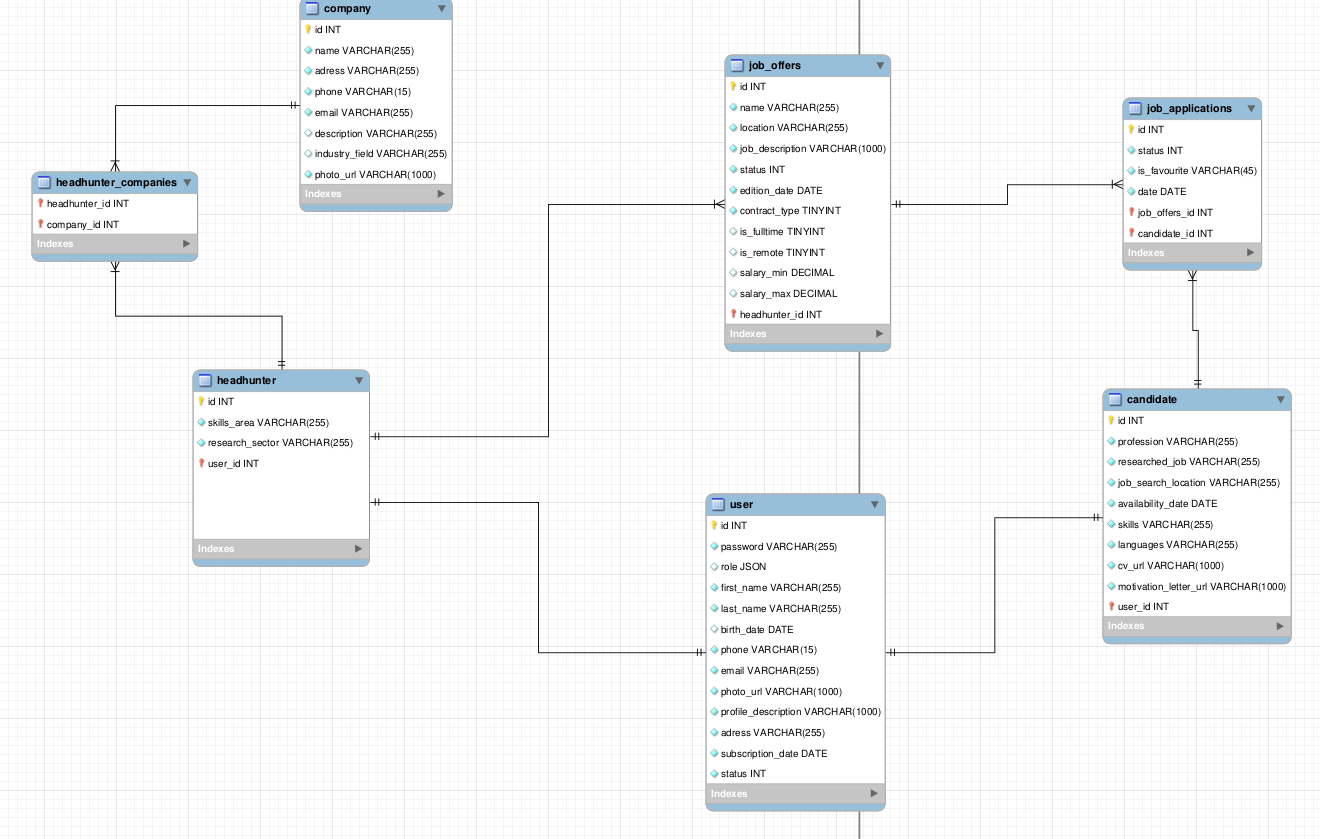 company
id INT
name VARCHAR(255)
adress VARCHAR(255)
phone VARCHAR(15)
email VARCHAR(255)
description VARCHAR(255)
industry_field VARCHAR(255)
photo_url VARCHAR(1000)
Indexes
headhunter_companies
headhunter_id INT
company_id INT
Indexes
headhunter
id INT
skills_area VARCHAR(255)
research_sector VARCHAR(255)
user_id INT
Indexes
job_offers
id INT
name VARCHAR(255)
location VARCHAR(255)
job_description VARCHAR(1000)
status INT
edition_date DATE
contract_type TINYINT
is_fulltime TINYINT
is_remote TINYINT
salary_min DECIMAL
salary_max DECIMAL
headhunter_id INT
Indexes
user
id INT
password VARCHAR(255)
role JSON
first_name VARCHAR(255)
last_name VARCHAR(255)
birth_date DATE
phone VARCHAR(15)
email VARCHAR(255)
photo_url VARCHAR(1000)
profile_description VARCHAR(1000)
adress VARCHAR(255)
subscription_date DATE
status INT
Indexes
job_applications
id INT
status INT
is_favourite VARCHAR(45)
date DATE
job_offers_id INT
candidate_id INT
Indexes
candidate
id INT
profession VARCHAR(255)
researched_job VARCHAR(255)
job_search_location VARCHAR(255)
availability_date DATE
skills VARCHAR(255)
languages VARCHAR(255)
cv_url VARCHAR(1000)
motivation_letter_url VARCHAR(1000)
user_id INT
Indexes